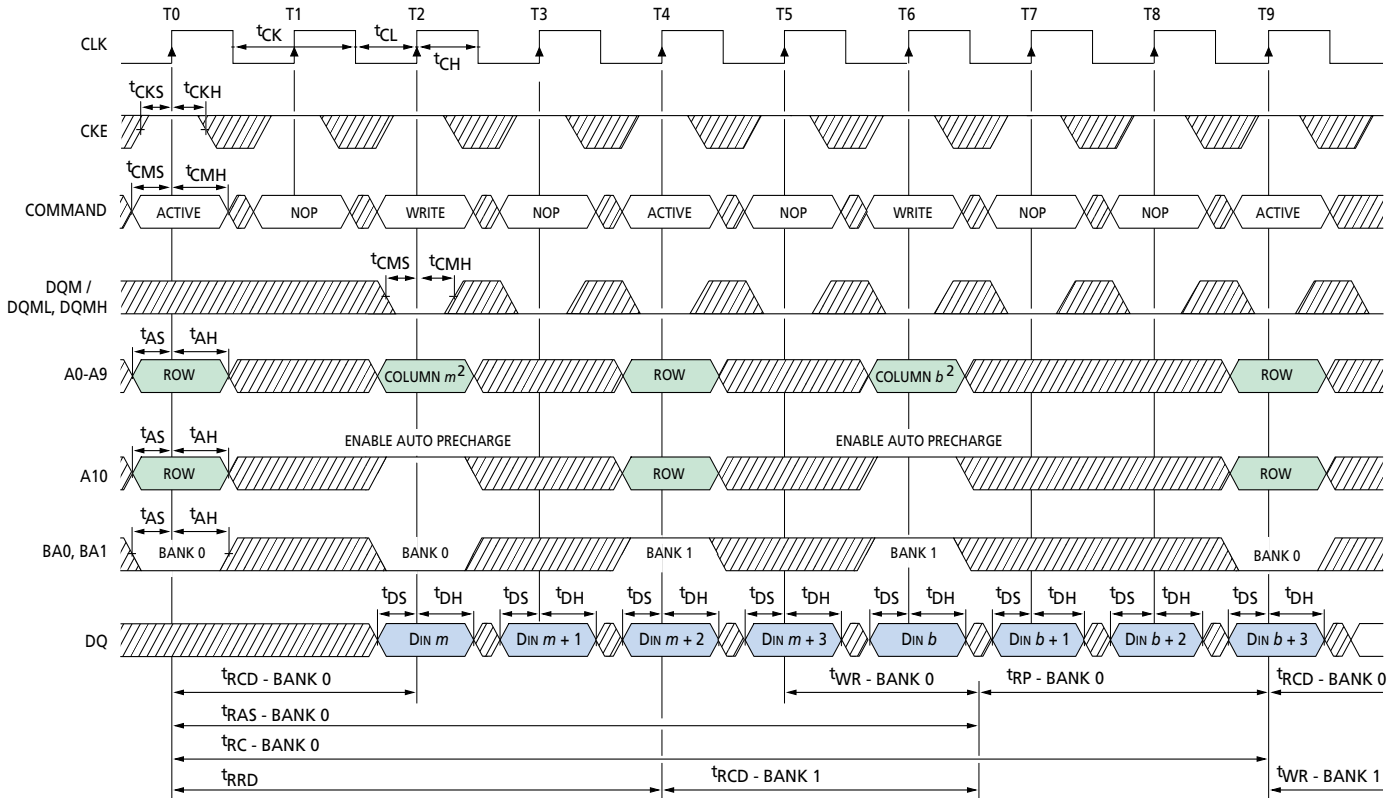 T0 T1 T2 T3 T4 T5 T6 T7 T8 T9
CLK tCK tCL tCH
tCKS tCKH
CKE
tCMS tCMH
COMMAND ACTIVE NOP WRITE NOP ACTIVE NOP WRITE NOP NOP ACTIVE
tCMS tCMH
DQM /
DQML, DQMH
tAS tAH
A0-A9 ROW COLUMN m2 ROW COLUMN b2 ROW
tAS tAH ENABLE AUTO PRECHARGE ENABLE AUTO PRECHARGE
A10 ROW ROW ROW
tAS tAH
BA0, BA1 BANK 0 BANK 0 BANK 1 BANK 1 BANK 0
tDS tDH tDS tDH tDS tDH tDS tDH tDS tDH tDS tDH tDS tDH tDS tDH
DQ DIN m DIN m + 1 DIN m + 2 DIN m + 3 DIN b DIN b + 1 DIN b + 2 DIN b + 3
tRCD - BANK 0 tWR - BANK 0 tRP - BANK 0 tRCD - BANK 0
tRAS - BANK 0
tRC - BANK 0
tRRD tRCD - BANK 1 tWR - BANK 1